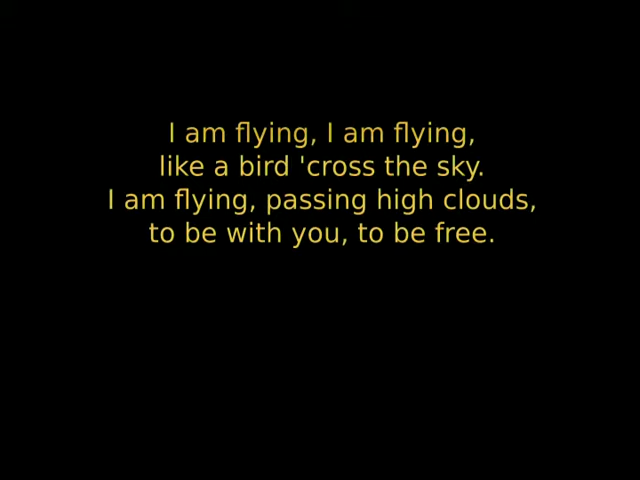 I am flying, I am flying,
like a bird 'cross the sky.
I am flying, passing high clouds,
to be with you, to be free.